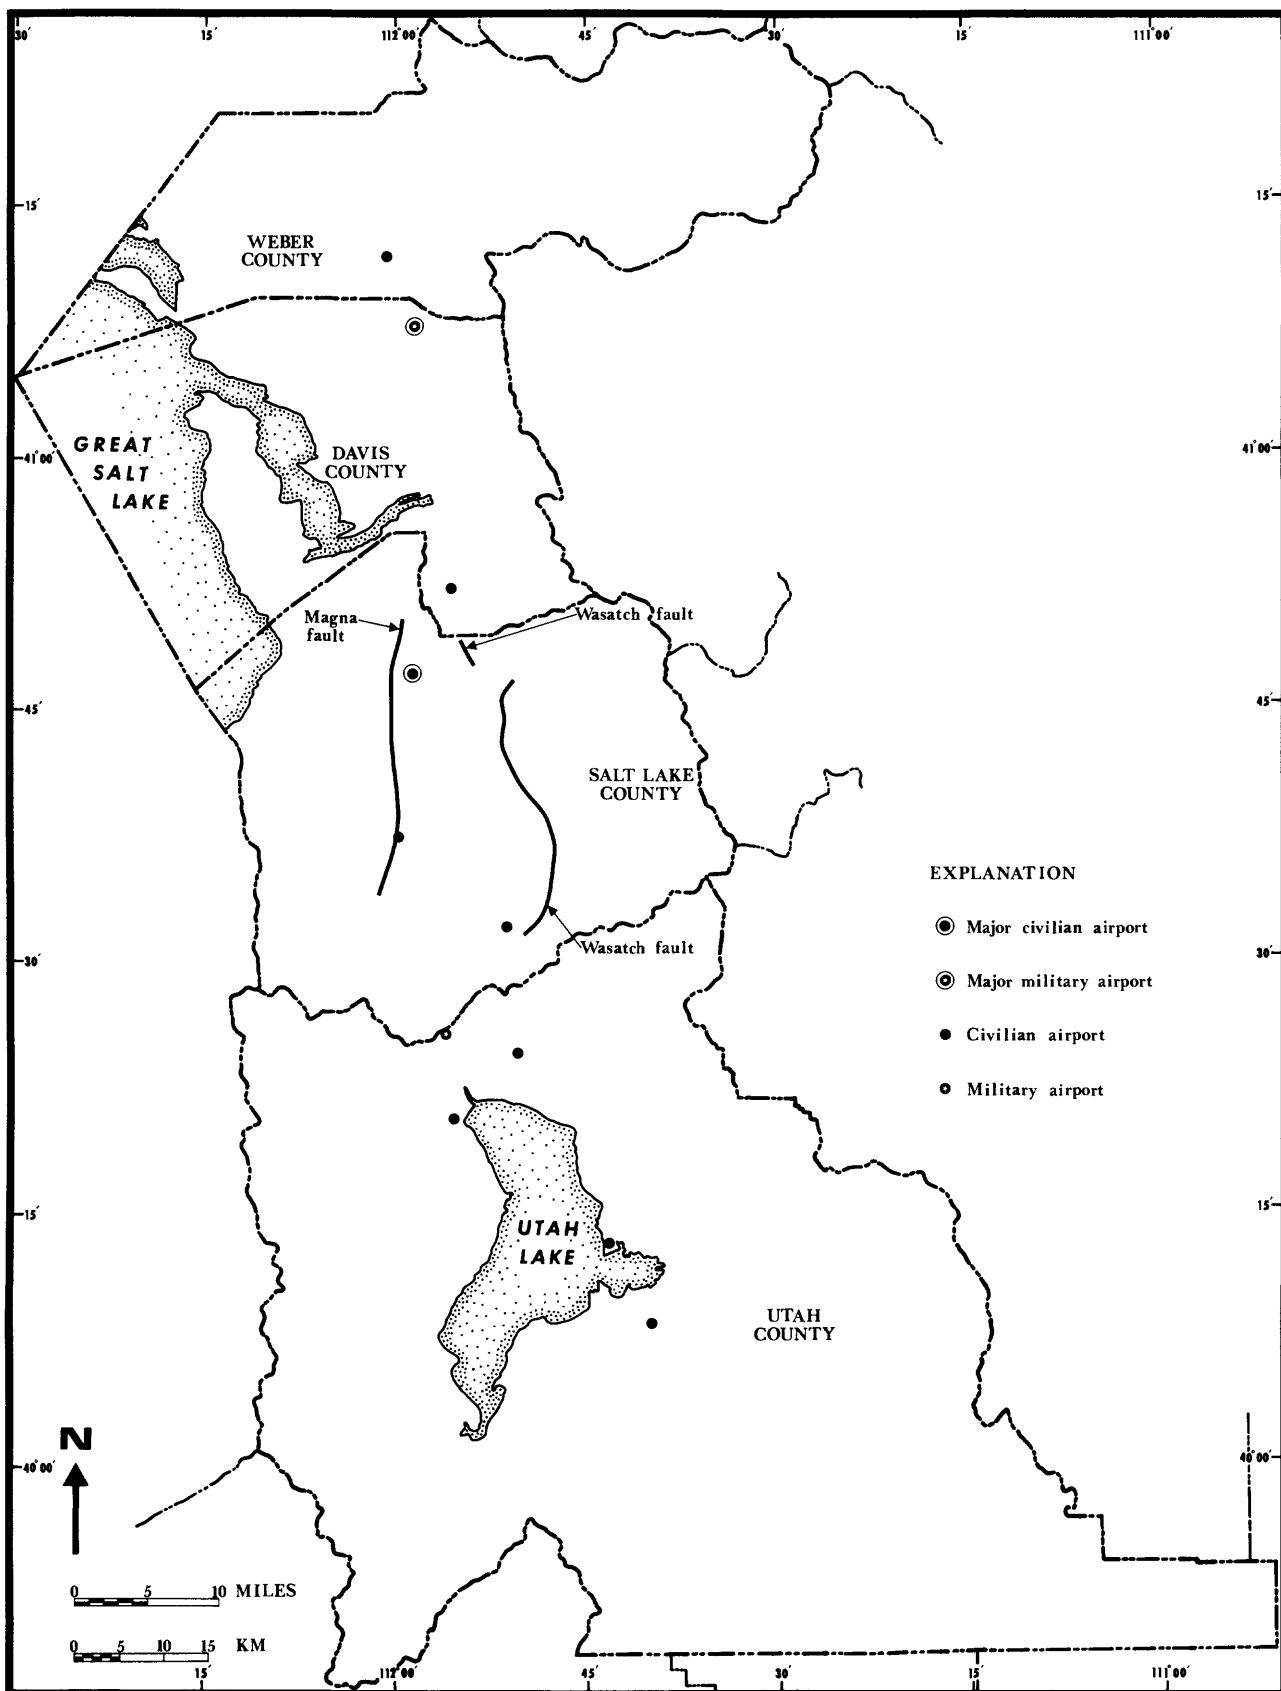 30′ 15′ 112°00′ 45′ 30′ 15′ 111°00′
15′ 15′
WEBER
COUNTY
GREAT
SALT
LAKE
DAVIS
COUNTY
41°00′ 41°00′
Magna
fault
Wasatch fault
45′ 45′
SALT LAKE
COUNTY
EXPLANATION
Major civilian airport
Major military airport
Civilian airport
Military airport
Wasatch fault
30′ 30′
15′ 15′
UTAH
LAKE
UTAH
COUNTY
N
40°00′ 40°00′
0 5 10 MILES
0 5 10 15 KM
15′ 112°00′ 45′ 30′ 15′ 111°00′